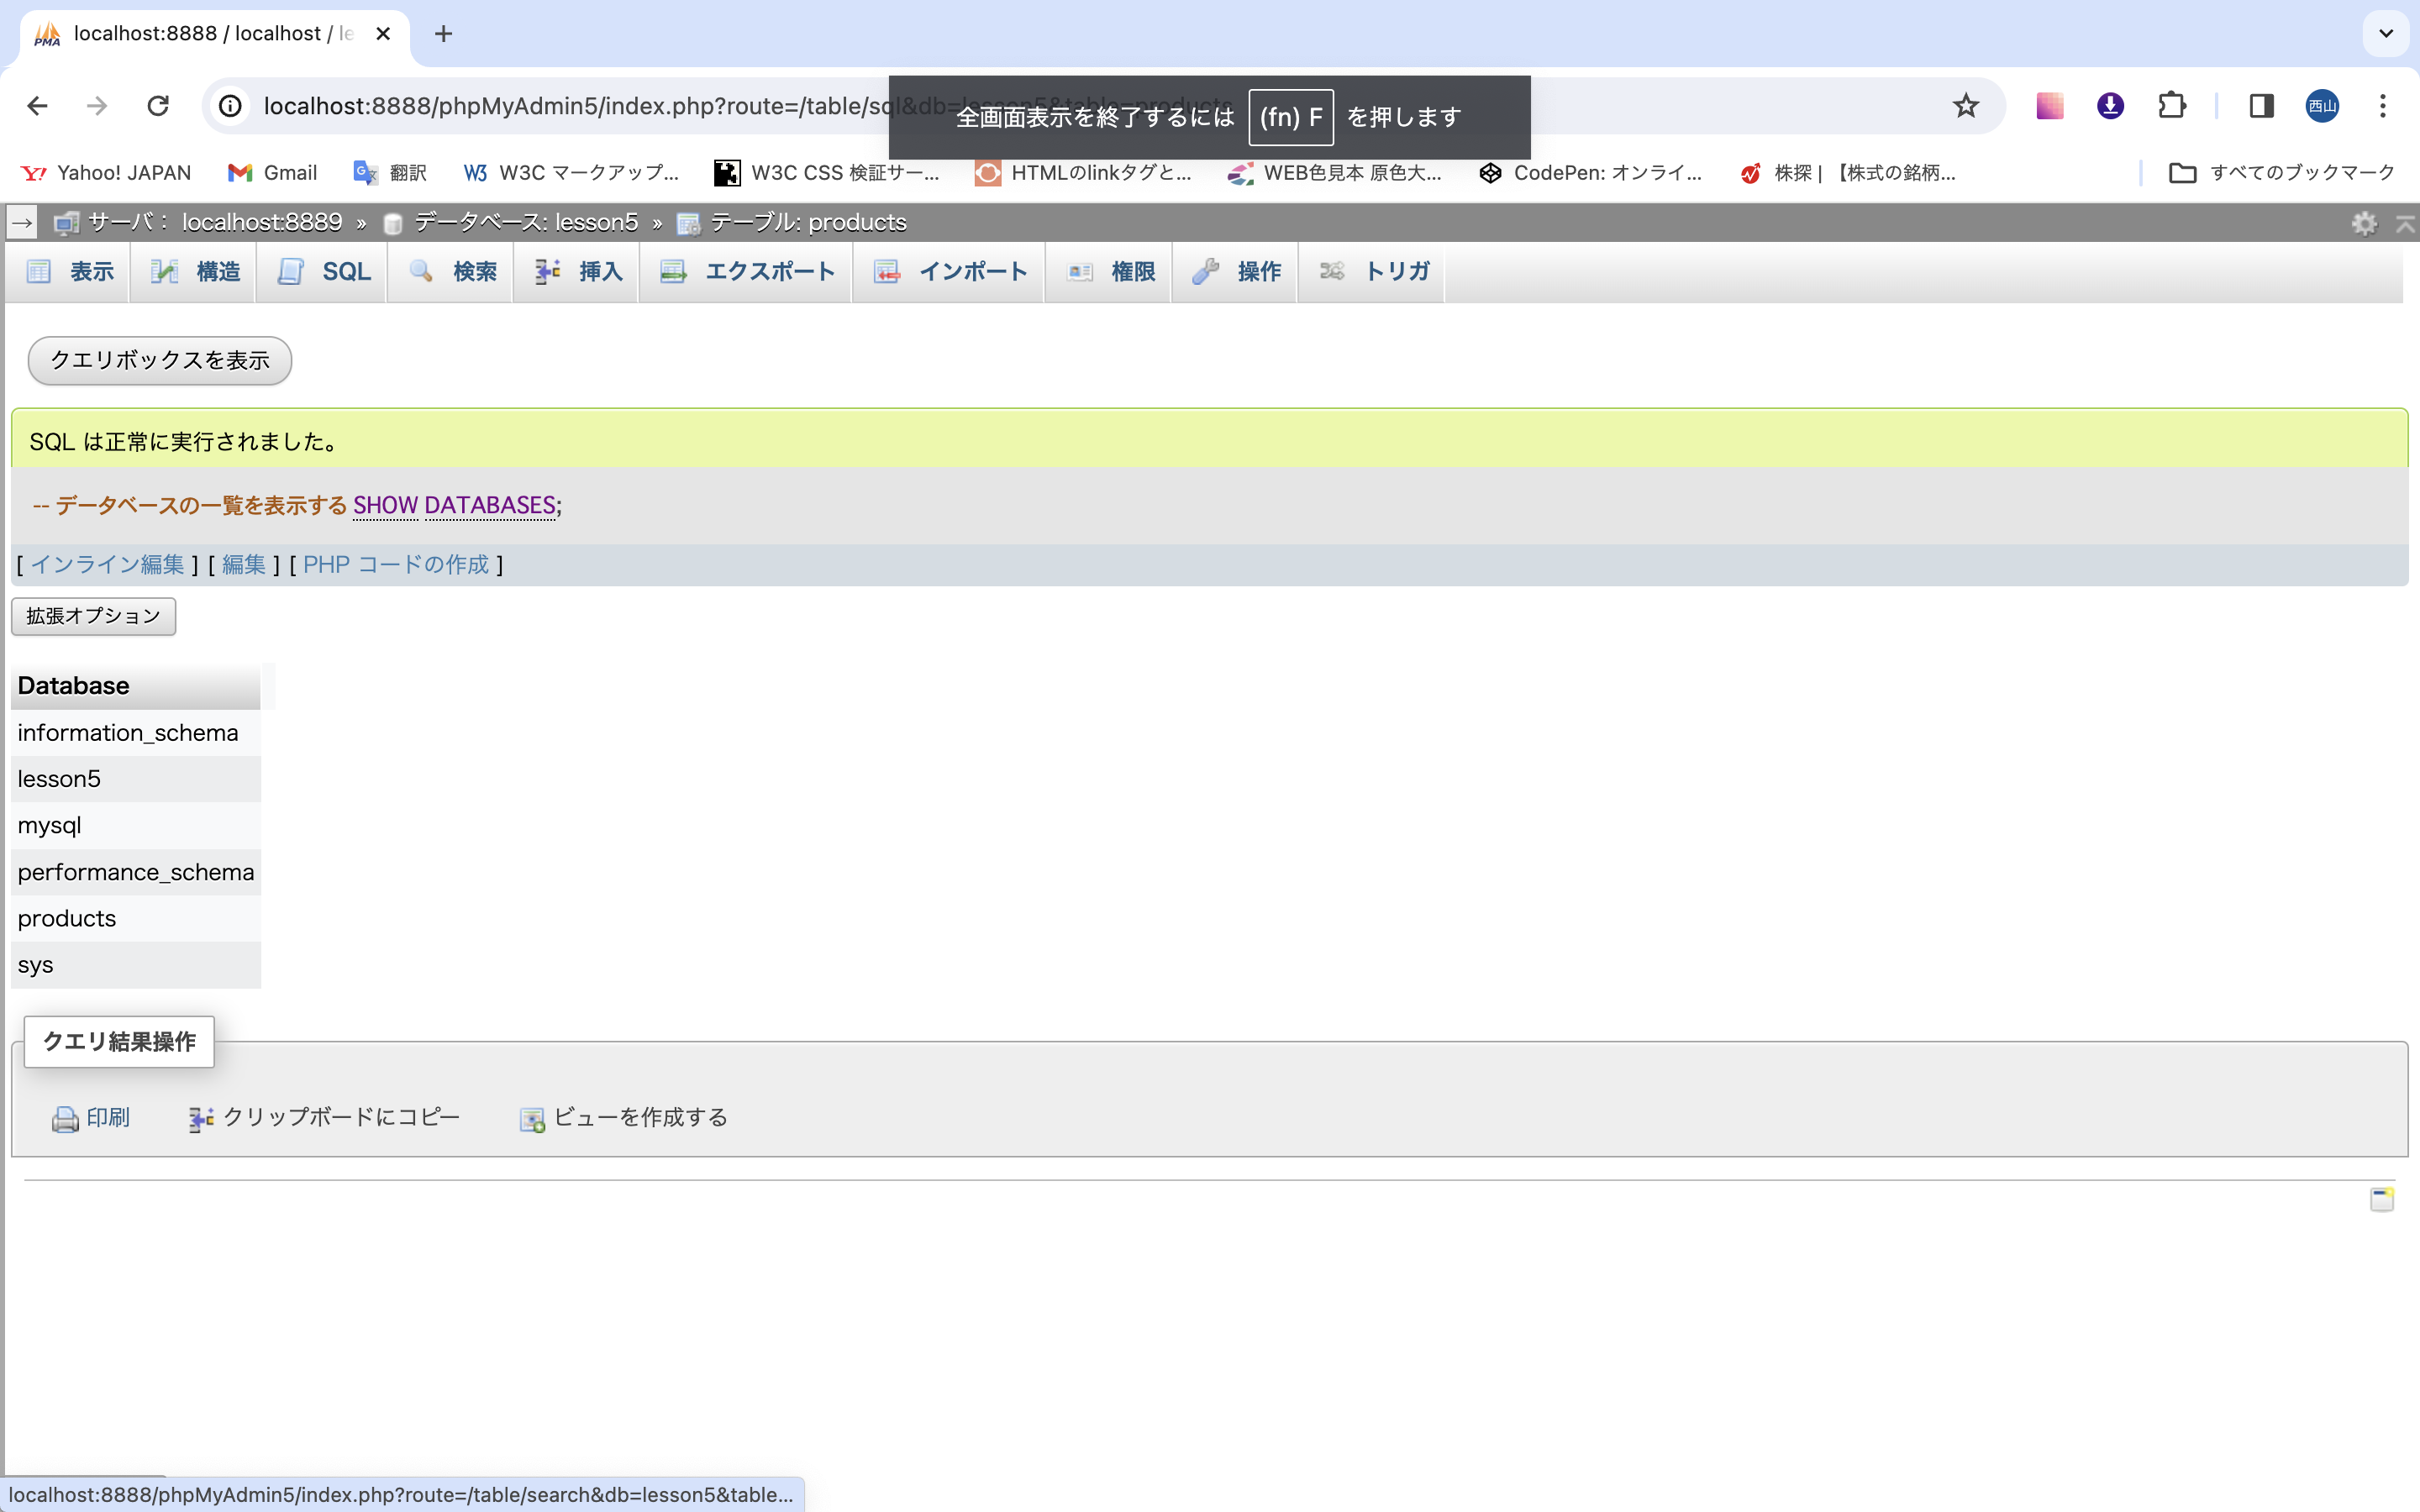 localhost:8888 / localhost / le
localhost:8888/phpMyAdmin5/index.php?route=/table/sql&db=lesson5&table=products
全画面表示を終了するには (fn) F を押します
Yahoo! JAPAN Gmail 翻訳 W3C マークアップ... W3C CSS 検証サー... HTMLのlinkタグと... WEB色見本 原色大... CodePen: オンライ... 株探 | 【株式の銘柄... すべてのブックマーク
サーバ： localhost:8889 » データベース: lesson5 » テーブル: products
表示 構造 SQL 検索 挿入 エクスポート インポート 権限 操作 トリガ
クエリボックスを表示
SQL は正常に実行されました。
-- データベースの一覧を表示する SHOW DATABASES;
[ インライン編集 ] [ 編集 ] [ PHP コードの作成 ]
拡張オプション
Database
information_schema
lesson5
mysql
performance_schema
products
sys
クエリ結果操作
印刷 クリップボードにコピー ビューを作成する
localhost:8888/phpMyAdmin5/index.php?route=/table/search&db=lesson5&table...
PMA
西山